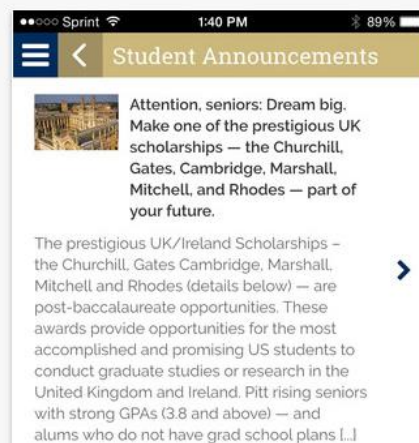 Sprint 1:40 PM 89%
Student Announcements
Attention, seniors: Dream big.
Make one of the prestigious UK
scholarships — the Churchill,
Gates, Cambridge, Marshall,
Mitchell, and Rhodes — part of
your future.
The prestigious UK/Ireland Scholarships –
the Churchill, Gates Cambridge, Marshall,
Mitchell and Rhodes (details below) — are
post-baccalaureate opportunities. These
awards provide opportunities for the most
accomplished and promising US students to
conduct graduate studies or research in the
United Kingdom and Ireland. Pitt rising seniors
with strong GPAs (3.8 and above) — and
alums who do not have grad school plans [...]